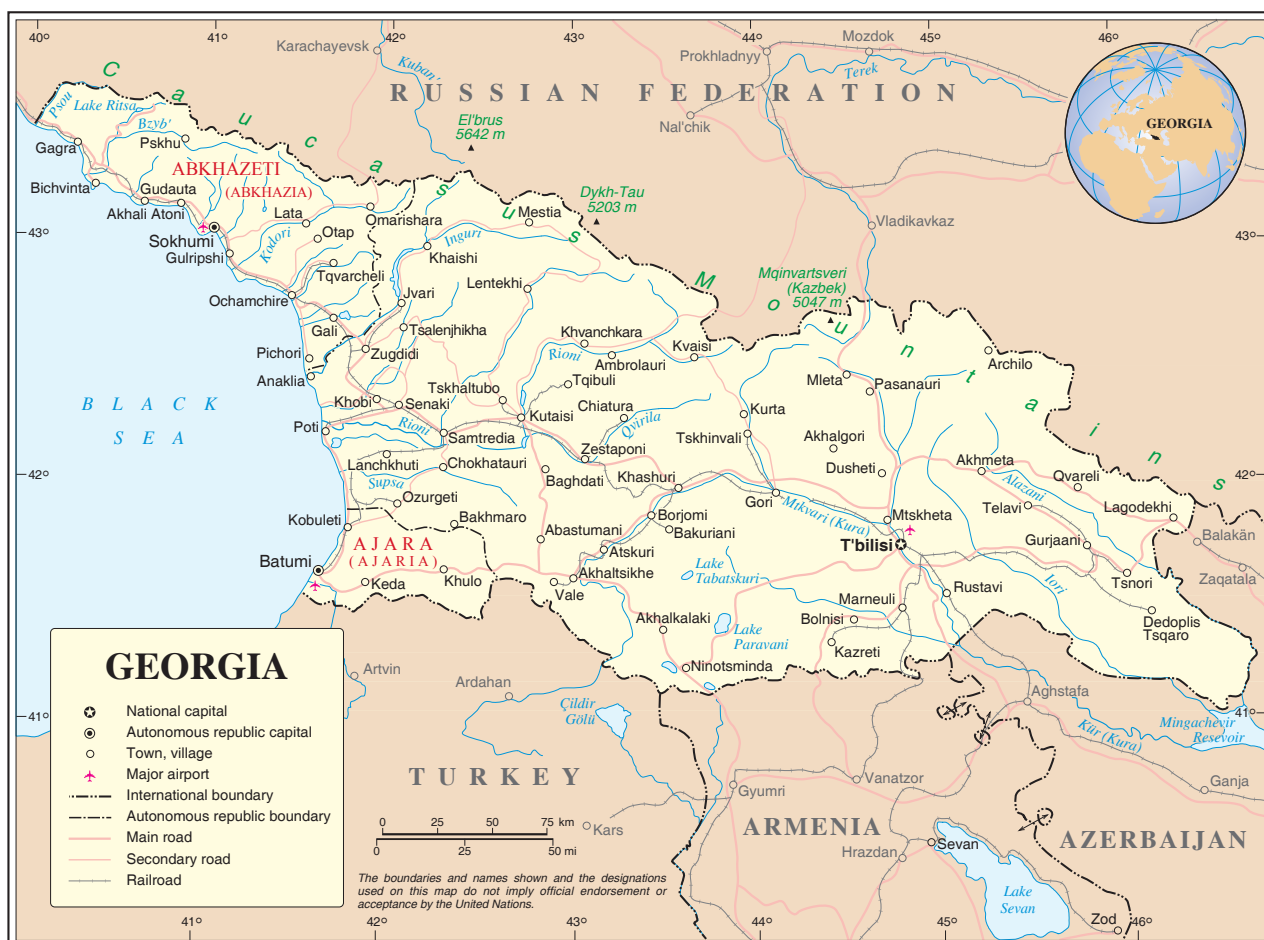 40°
41°
42°
43°
44°
45°
46°
Karachayevsk
Kuban'
Prokhladnyy
Mozdok
Terek
RUSSIAN FEDERATION
Nal'chik
Vladikavkaz
GEORGIA
Caucasus Mountains
El'brus
5642 m
Dykh-Tau
5203 m
Mqinvartsveri
(Kazbek)
5047 m
Psou
Lake Ritsa
Bzyb'
Gagra
Pskhu
Bichvinta
ABKHAZETI
(ABKHAZIA)
Gudauta
Akhali Atoni
Lata
Omarishara
Mestia
43°
43°
Sokhumi
Kodori
Otap
Inguri
Gulripshi
Khaishi
Tqvarcheli
Ochamchire
Jvari
Lentekhi
Gali
Tsalenjhikha
Khvanchkara
Pichori
Zugdidi
Rioni
Ambrolauri
Kvaisi
Archilo
Anaklia
Tskhaltubo
Tqibuli
Mleta
Pasanauri
BLACK
SEA
Khobi
Senaki
Kutaisi
Chiatura
Kurta
Poti
Rioni
Samtredia
Qvirila
Tskhinvali
Akhalgori
Zestaponi
Lanchkhuti
Chokhatauri
Akhmeta
42°
42°
Supsa
Baghdati
Khashuri
Dusheti
Qvareli
Alazani
Ozurgeti
Gori
Mtkvari (Kura)
Mtskheta
Telavi
Lagodekhi
Kobuleti
Bakhmaro
Borjomi
Abastumani
Bakuriani
T'bilisi
Gurjaani
Balakän
AJARA
(AJARIA)
Atskuri
Batumi
Lake
Tabatskuri
Zaqatala
Keda
Khulo
Akhaltsikhe
Vale
Iori
Tsnori
Rustavi
Marneuli
Akhalkalaki
Bolnisi
Dedoplis
Tsqaro
Lake
Paravani
Kazreti
Ninotsminda
Artvin
Ardahan
Aghstafa
41°
41°
Çildir
Gölü
Kür (Kura)
Mingachevir
Resevoir
TURKEY
Vanatzor
Gyumri
Ganja
Kars
ARMENIA
AZERBAIJAN
Hrazdan
Sevan
Lake
Sevan
Zod
GEORGIA
National capital
Autonomous republic capital
Town, village
Major airport
International boundary
Autonomous republic boundary
Main road
Secondary road
Railroad
0 25 50 75 km
0 25 50 mi
The boundaries and names shown and the designations
used on this map do not imply official endorsement or
acceptance by the United Nations.
41°
42°
43°
44°
45°
46°